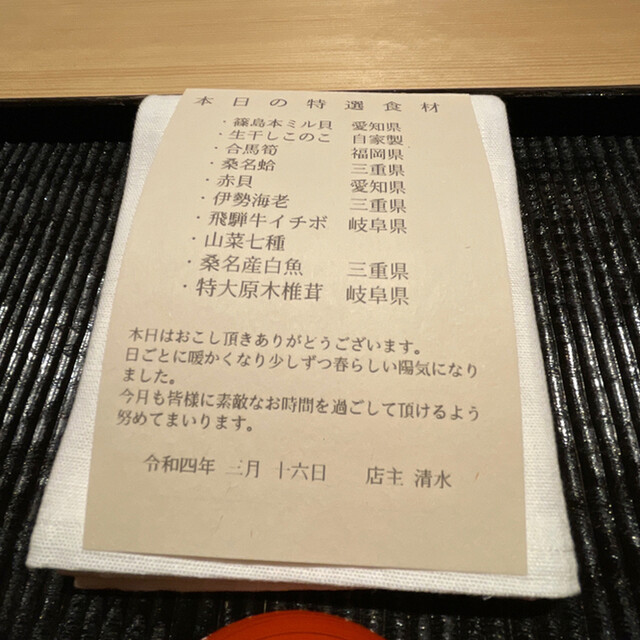 本日の特選食材
・篠島本ミル貝 愛知県
・生干しこのこ 自家製
・合馬筍 福岡県
・桑名蛤 三重県
・赤貝 愛知県
・伊勢海老 三重県
・飛騨牛イチボ 岐阜県
・山菜七種
・桑名産白魚 三重県
・特大原木椎茸 岐阜県
本日はおこし頂きありがとうございます。
日ごとに暖かくなり少しずつ春らしい陽気になり
ました。
今月も皆様に素敵なお時間を過ごして頂けるよう
努めてまいります。
令和四年 三月 十六日 店主 清水